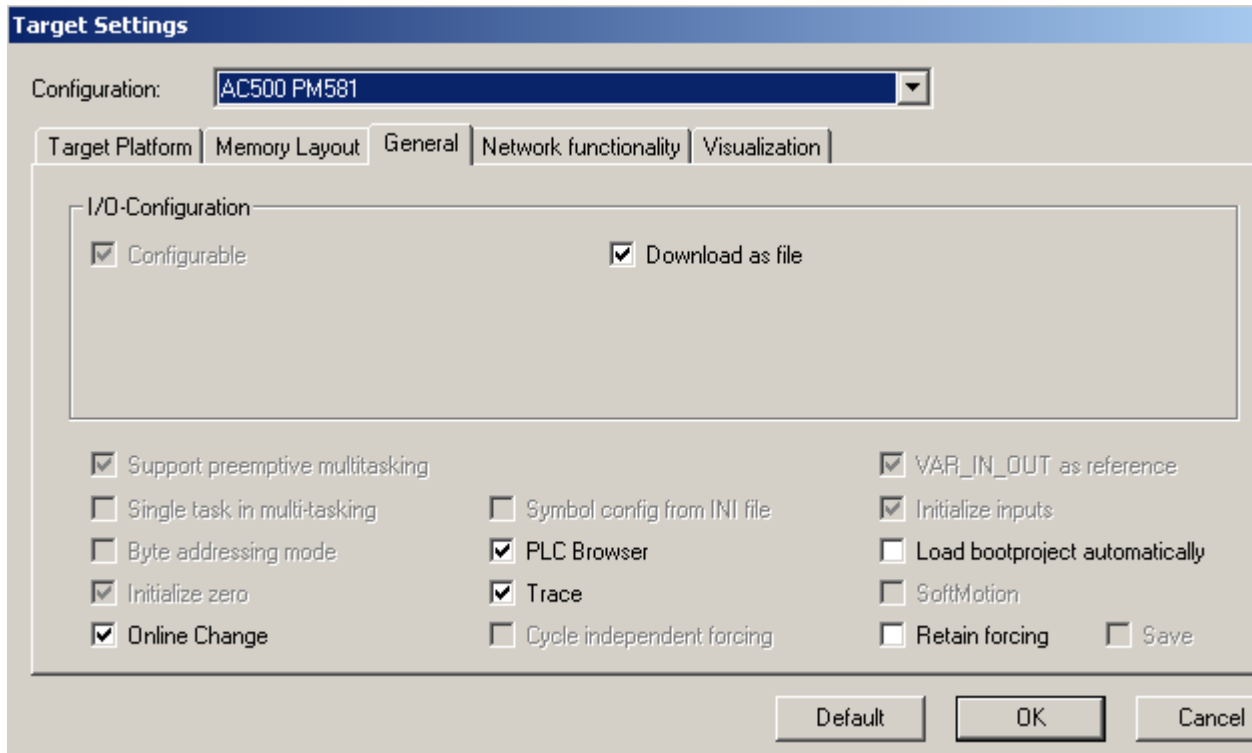 Target Settings
Configuration: AC500 PM581
Target Platform Memory Layout General Network functionality Visualization
I/O-Configuration
Configurable Download as file
Support preemptive multitasking VAR_IN_OUT as reference
Single task in multi-tasking Symbol config from INI file Initialize inputs
Byte addressing mode PLC Browser Load bootproject automatically
Initialize zero Trace SoftMotion
Online Change Cycle independent forcing Retain forcing Save
Default OK Cancel